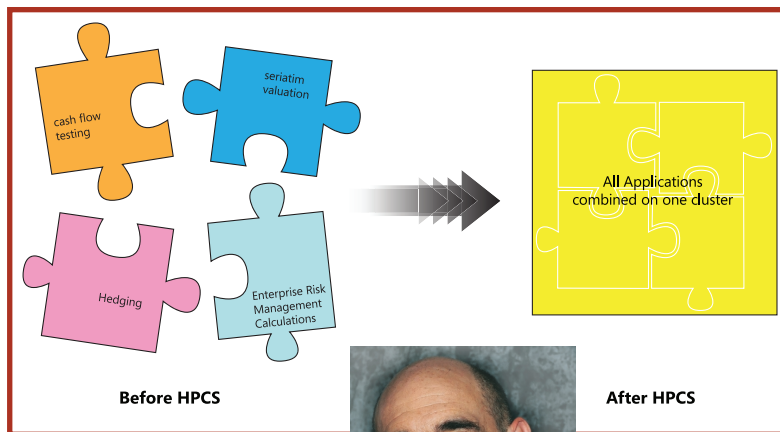 cash flow
testing
seriatim
valuation
Hedging
Enterprise Risk
Management
Calculations
All Applications
combined on one cluster
Before HPCS
After HPCS